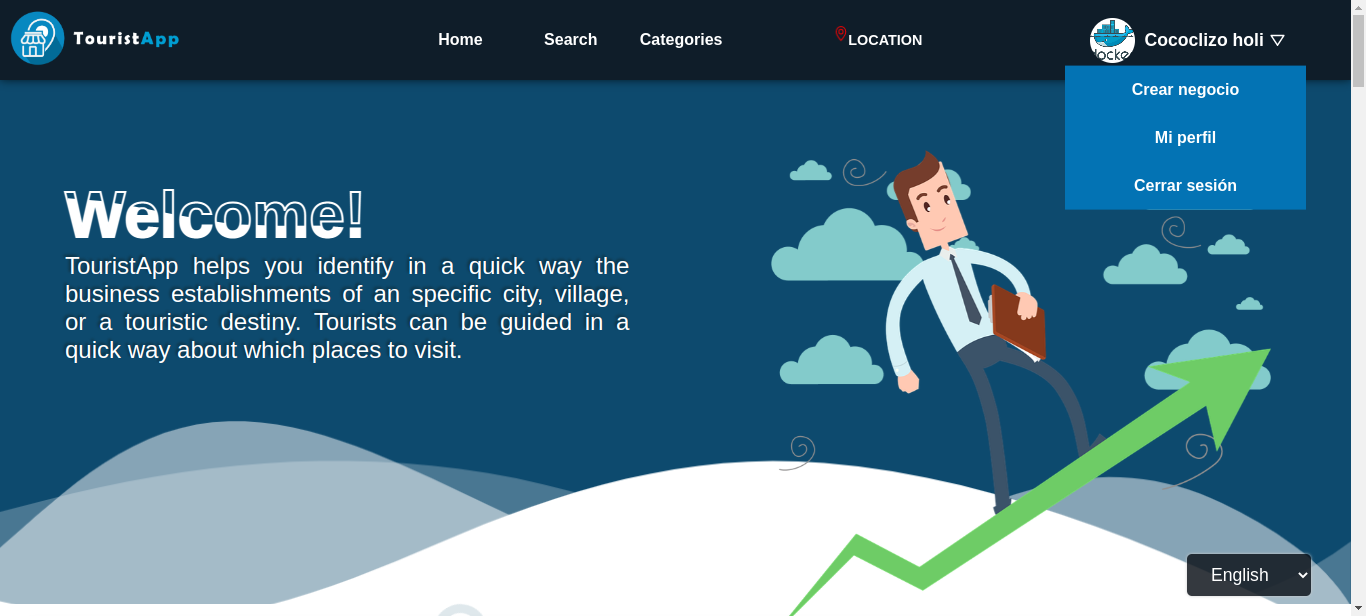 TouristApp
Home
Search
Categories
LOCATION
Cococlizo holi
Crear negocio
Mi perfil
Cerrar sesión
Welcome!
TouristApp helps you identify in a quick way the
business establishments of an specific city, village,
or a touristic destiny. Tourists can be guided in a
quick way about which places to visit.
English